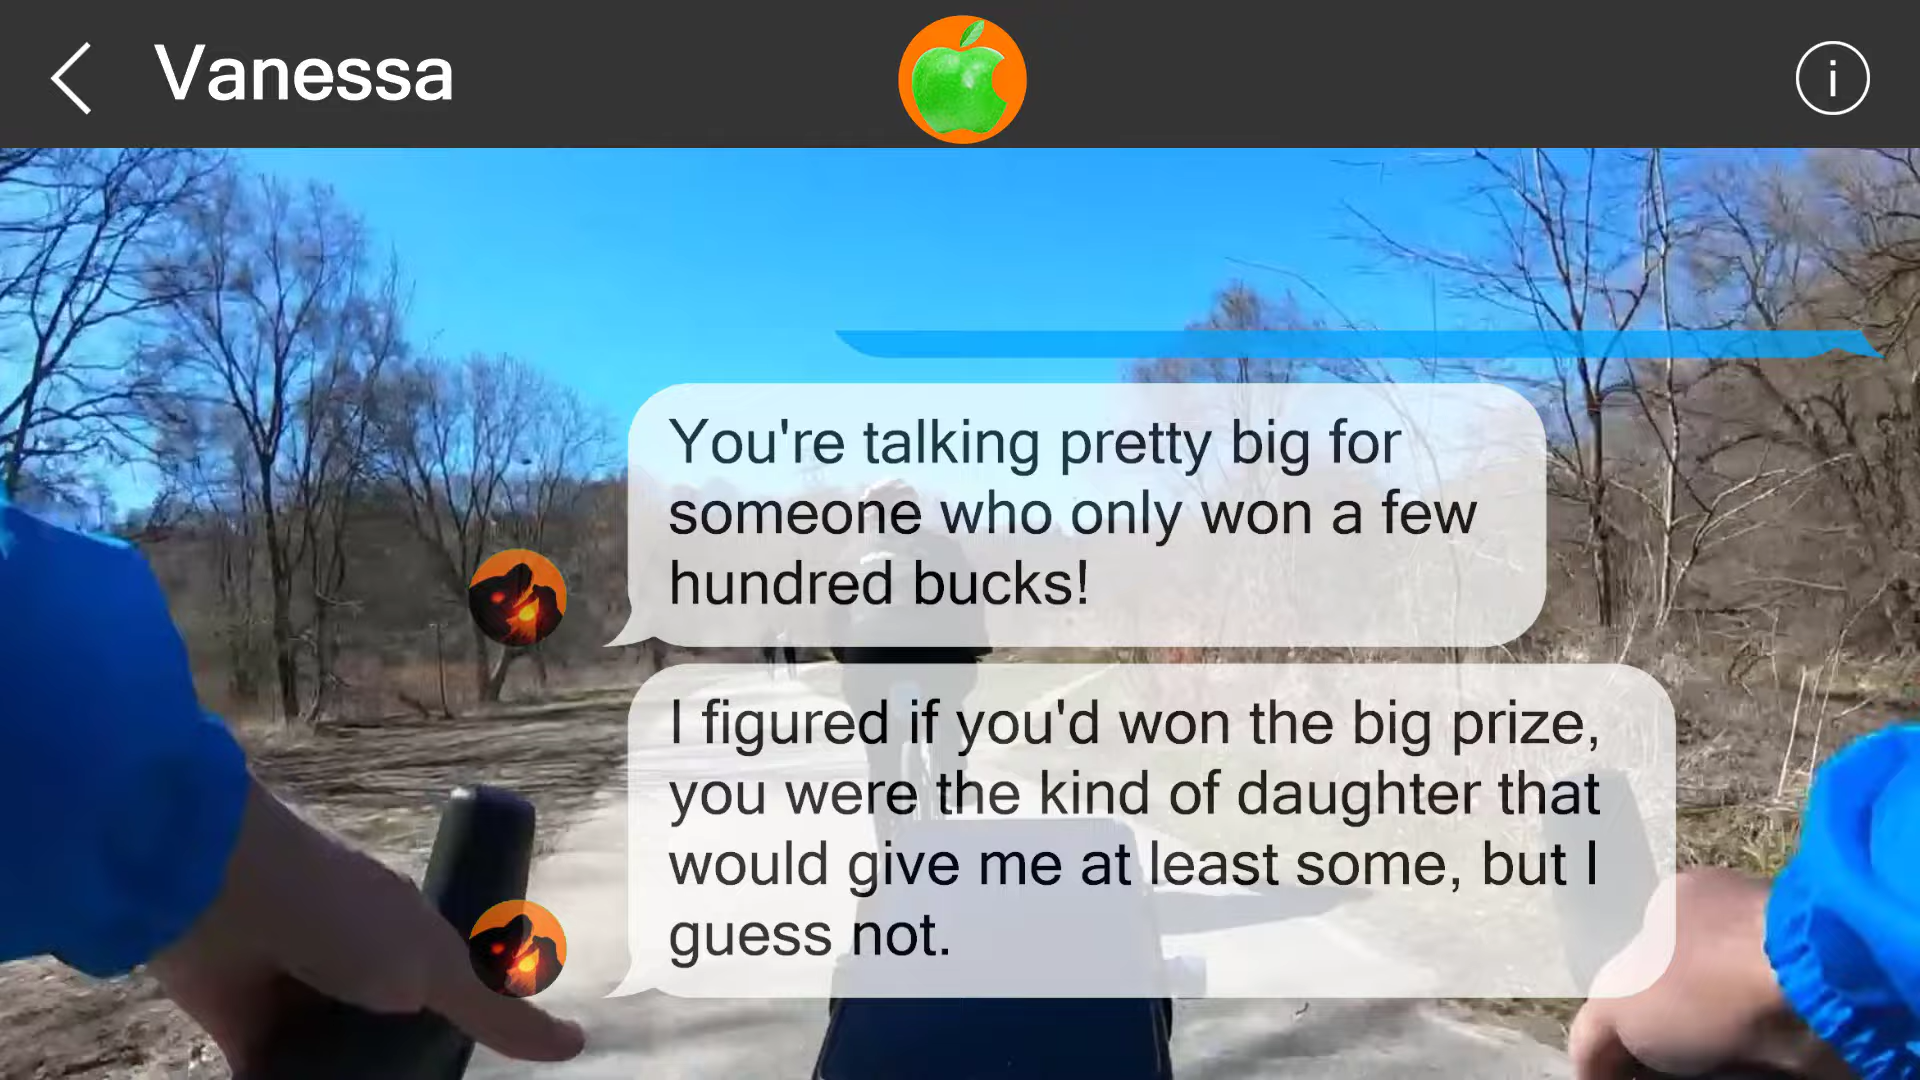 Vanessa
i
You're talking pretty big for
someone who only won a few
hundred bucks!
I figured if you'd won the big prize,
you were the kind of daughter that
would give me at least some, but I
guess not.